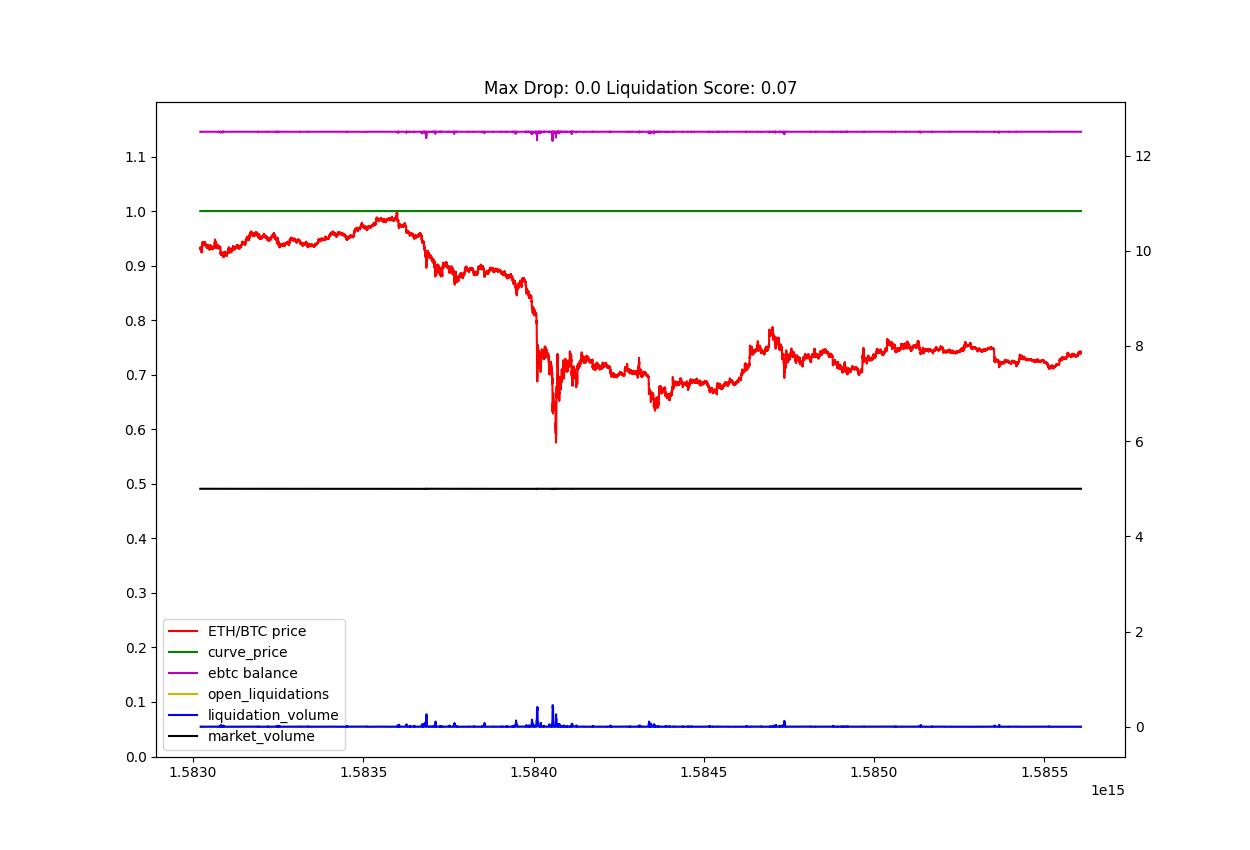 Max Drop: 0.0 Liquidation Score: 0.07
1.1
1.0
0.9
0.8
0.7
0.6
0.5
0.4
0.3
0.2
0.1
0.0
12
10
8
6
4
2
0
ETH/BTC price
curve_price
ebtc balance
open_liquidations
liquidation_volume
market_volume
1.5830 1.5835 1.5840 1.5845 1.5850 1.5855
1e15